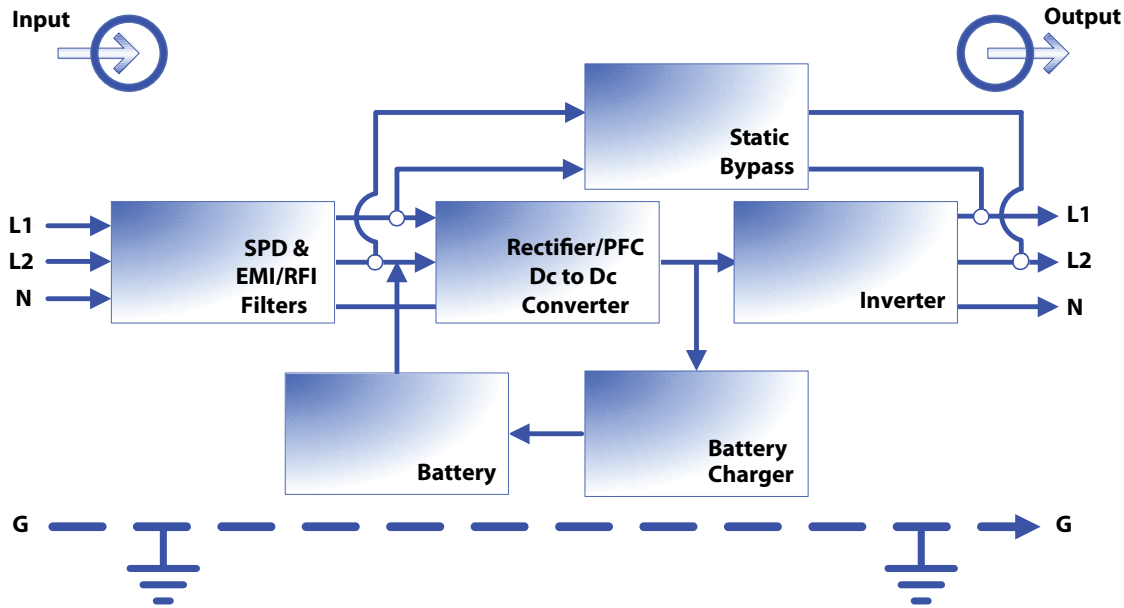 Input
Output
Static
Bypass
L1
L2
N
SPD &
EMI/RFI
Filters
Rectifier/PFC
Dc to Dc
Converter
Inverter
L1
L2
N
Battery
Battery
Charger
G
G